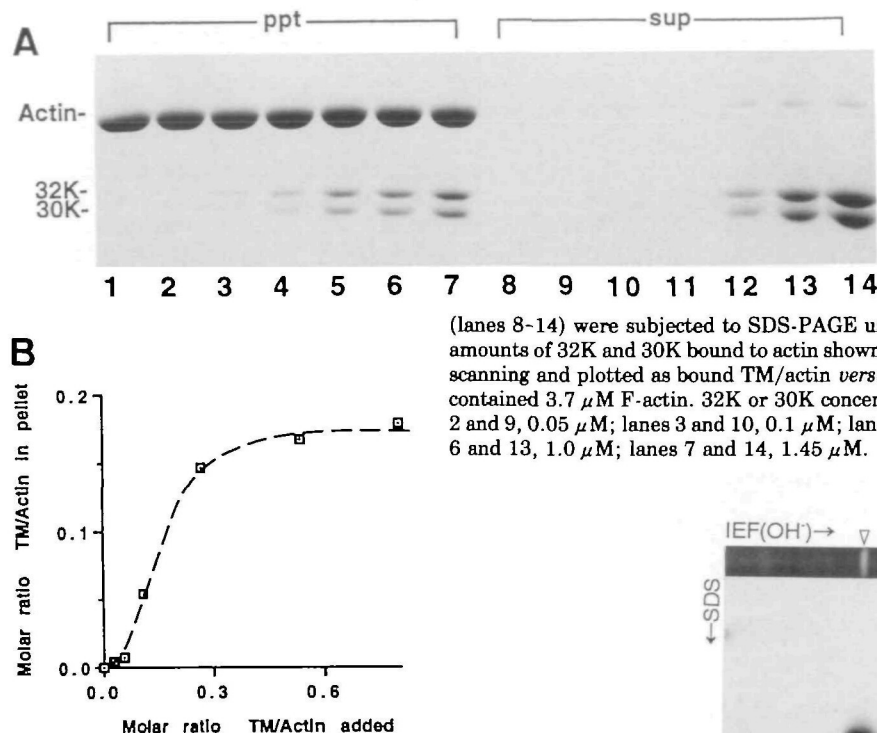 ppt sup
A
Actin-
32K-
30K-
1 2 3 4 5 6 7 8 9 10 11 12 13 14
(lanes 8-14) were subjected to SDS-PAGE u
amounts of 32K and 30K bound to actin shown
scanning and plotted as bound TM/actin vers
contained 3.7 μM F-actin. 32K or 30K concer
2 and 9, 0.05 μM; lanes 3 and 10, 0.1 μM; lan
6 and 13, 1.0 μM; lanes 7 and 14, 1.45 μM.
B
Molar ratio TM/Actin in pellet
0.2
0.1
0.0
0.0 0.3 0.6
Molar ratio TM/Actin added
IEF(OH-)→
←SDS